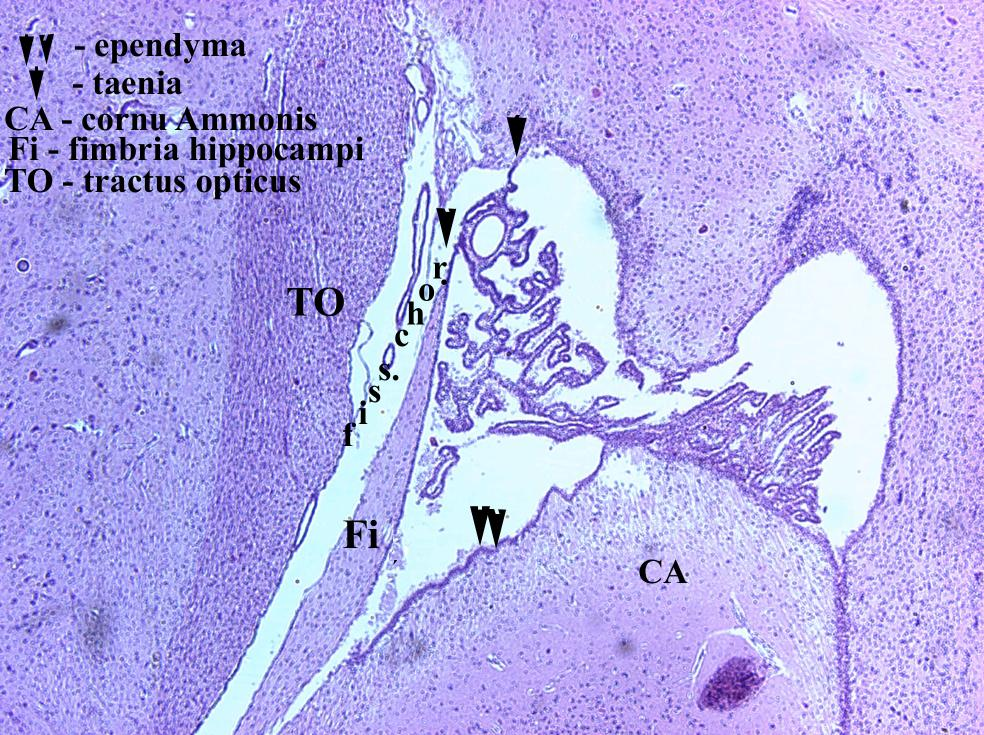 - ependyma
- taenia
CA - cornu Ammonis
Fi - fimbria hippocampi
TO - tractus opticus
TO
fiss. chor.
Fi
CA